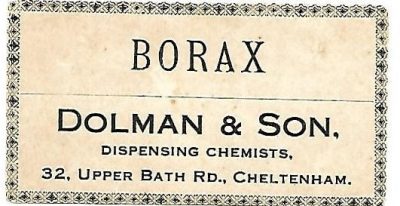 BORAX
DOLMAN & SON,
DISPENSING CHEMISTS,
32, UPPER BATH RD., CHELTENHAM.